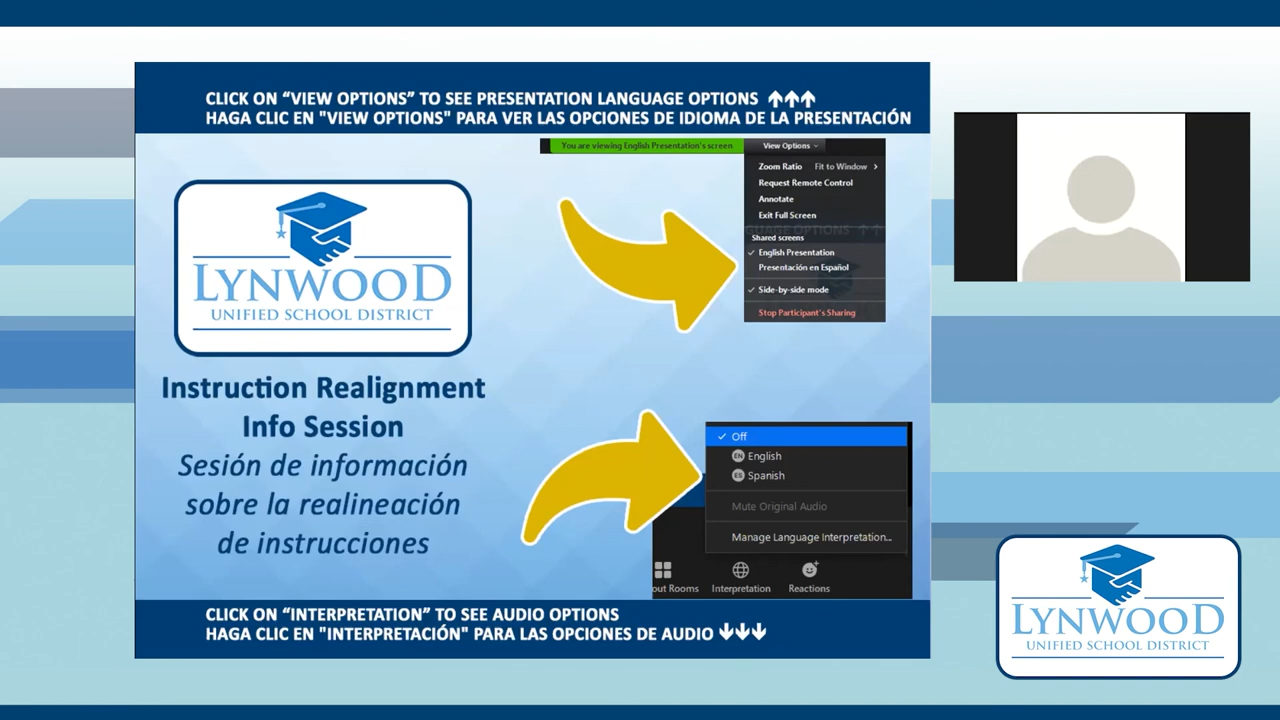 CLICK ON “VIEW OPTIONS” TO SEE PRESENTATION LANGUAGE OPTIONS
HAGA CLIC EN "VIEW OPTIONS" PARA VER LAS OPCIONES DE IDIOMA DE LA PRESENTACIÓN
You are viewing English Presentation's screen
View Options
Zoom Ratio Fit to Window
Request Remote Control
Annotate
Exit Full Screen
Shared screens
English Presentation
Presentación en Español
Side-by-side mode
Stop Participant's Sharing
LYNWOOD
UNIFIED SCHOOL DISTRICT
Instruction Realignment
Info Session
Sesión de información
sobre la realineación
de instrucciones
Off
EN English
ES Spanish
Mute Original Audio
Manage Language Interpretation...
out Rooms
Interpretation
Reactions
CLICK ON “INTERPRETATION” TO SEE AUDIO OPTIONS
HAGA CLIC EN "INTERPRETACIÓN" PARA LAS OPCIONES DE AUDIO
LYNWOOD
UNIFIED SCHOOL DISTRICT